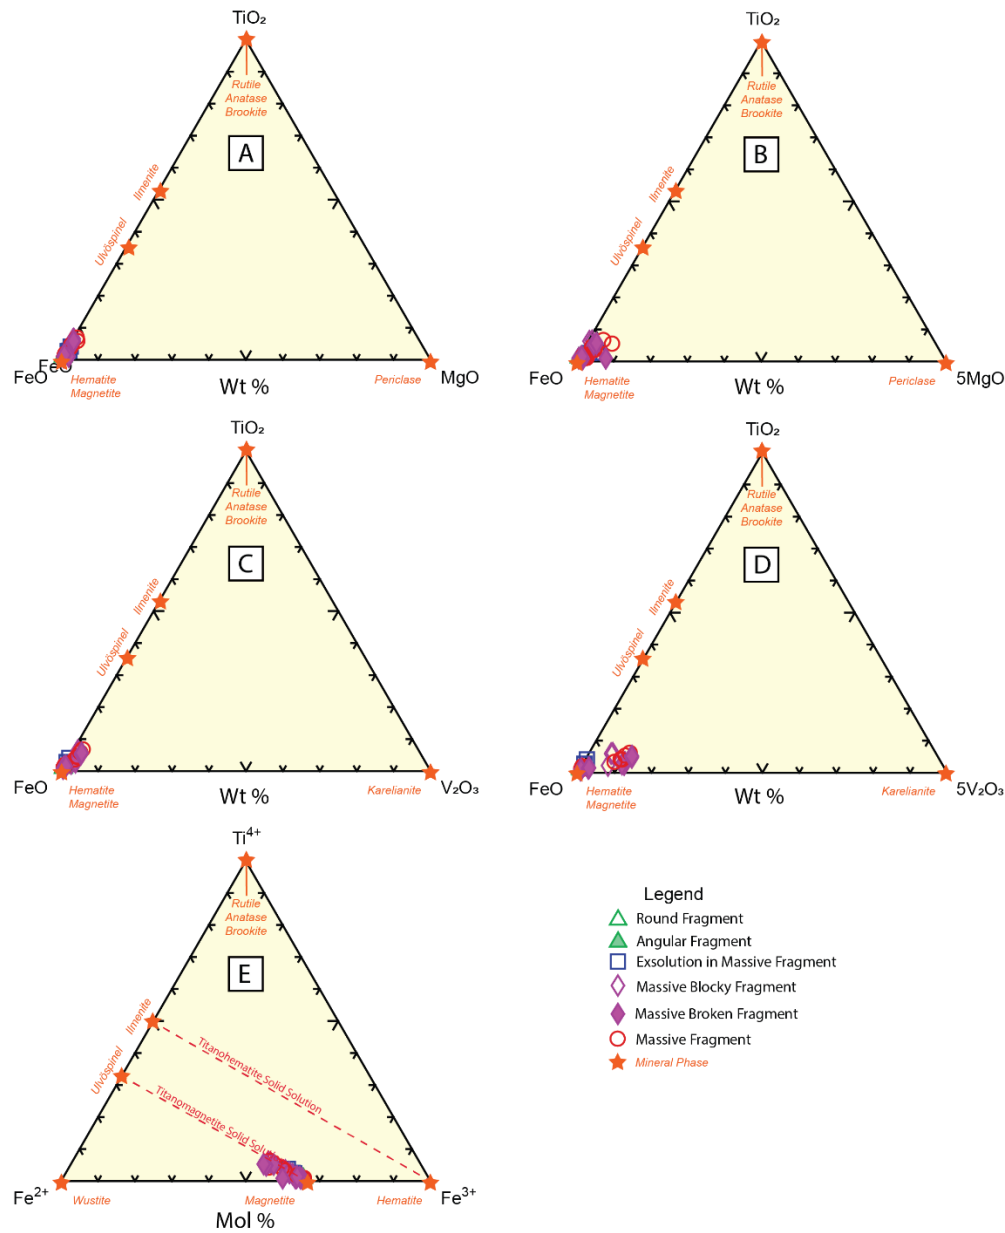 TiO₂
Rutile
Anatase
Brookite
A
Ilmenite
Ulvöspinel
FeO
FeO
Hematite
Magnetite
Wt %
Periclase
MgO
TiO₂
Rutile
Anatase
Brookite
B
Ilmenite
Ulvöspinel
FeO
Hematite
Magnetite
Wt %
Periclase
5MgO
TiO₂
Rutile
Anatase
Brookite
C
Ilmenite
Ulvöspinel
FeO
Hematite
Magnetite
Wt %
Karelianite
V₂O₃
TiO₂
Rutile
Anatase
Brookite
D
Ilmenite
Ulvöspinel
FeO
Hematite
Magnetite
Wt %
Karelianite
5V₂O₃
Ti⁴⁺
Rutile
Anatase
Brookite
E
Ilmenite
Ulvöspinel
Titanohematite Solid Solution
Titanomagnetite Solid Solution
Fe²⁺
Wustite
Magnetite
Hematite
Fe³⁺
Mol %
Legend
Round Fragment
Angular Fragment
Exsolution in Massive Fragment
Massive Blocky Fragment
Massive Broken Fragment
Massive Fragment
Mineral Phase